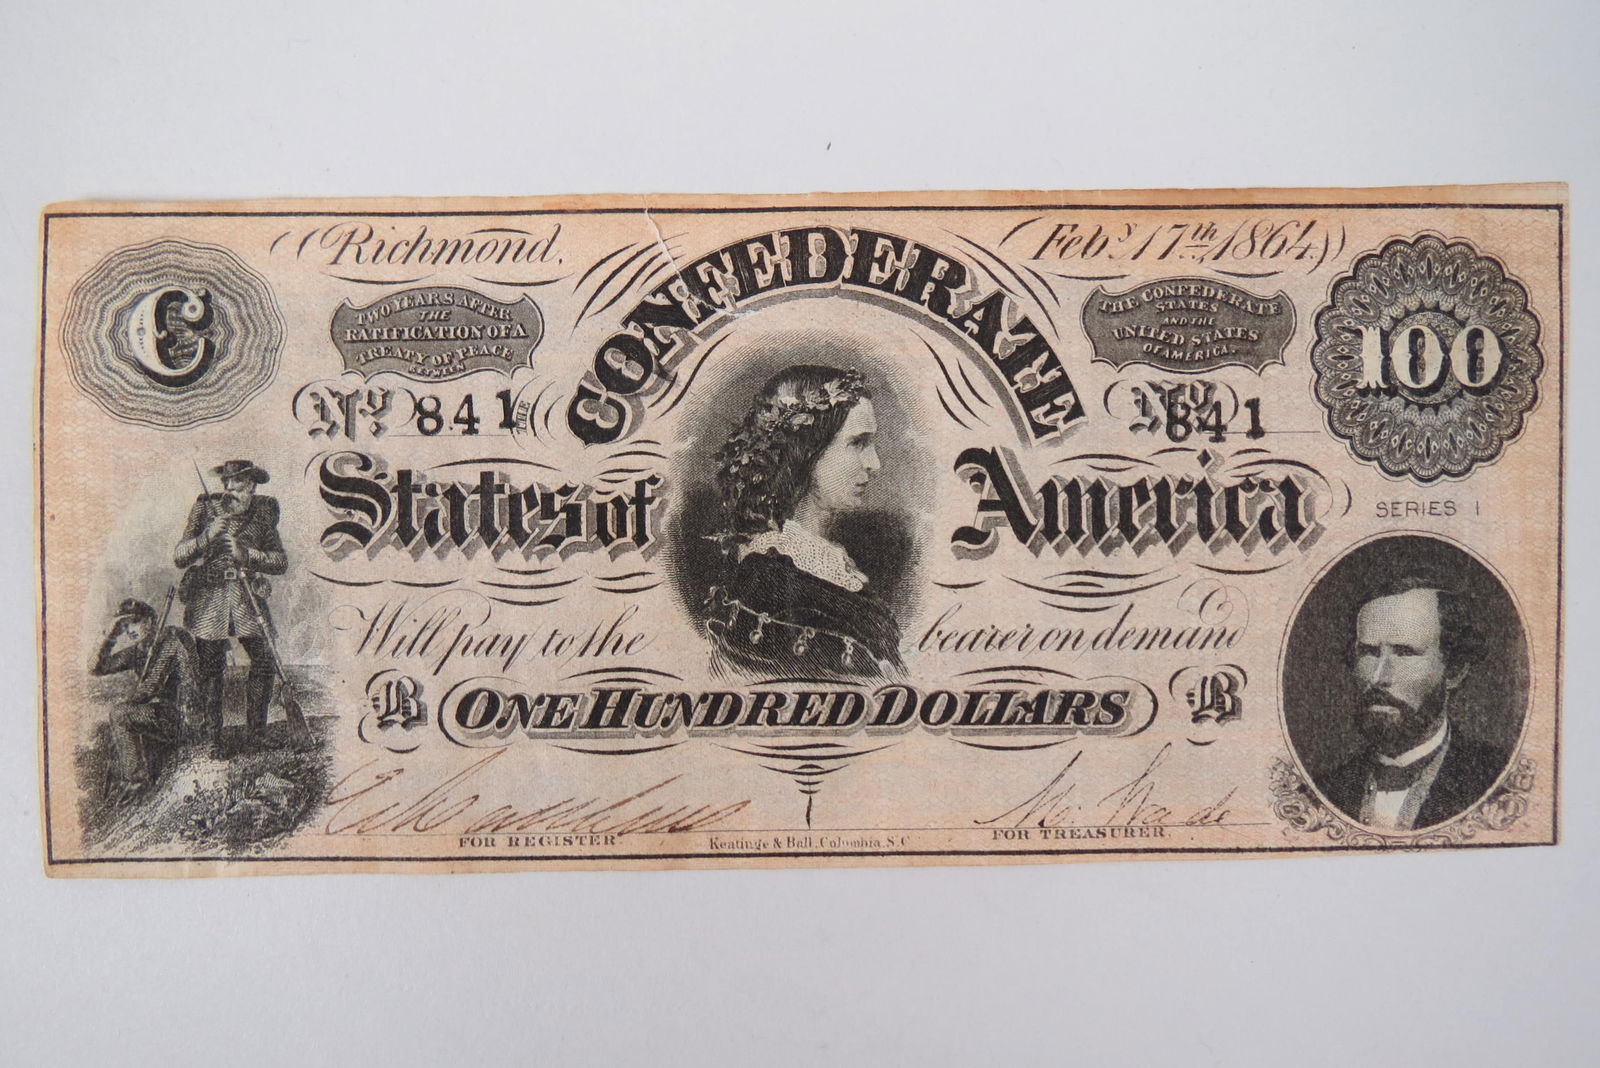 Richmond, Feby 17th 1864.
C
TWO YEARS AFTER
THE
RATIFICATION OF A
TREATY OF PEACE
BETWEEN
THE CONFEDERATE
STATES
AND THE
UNITED STATES
OF AMERICA.
100
No 841
THE
CONFEDERATE
No 841
States of America
SERIES 1
Will pay to the bearer on demand
B ONE HUNDRED DOLLARS B
FOR REGISTER.
Keatinge & Ball, Columbia, S.C.
FOR TREASURER.